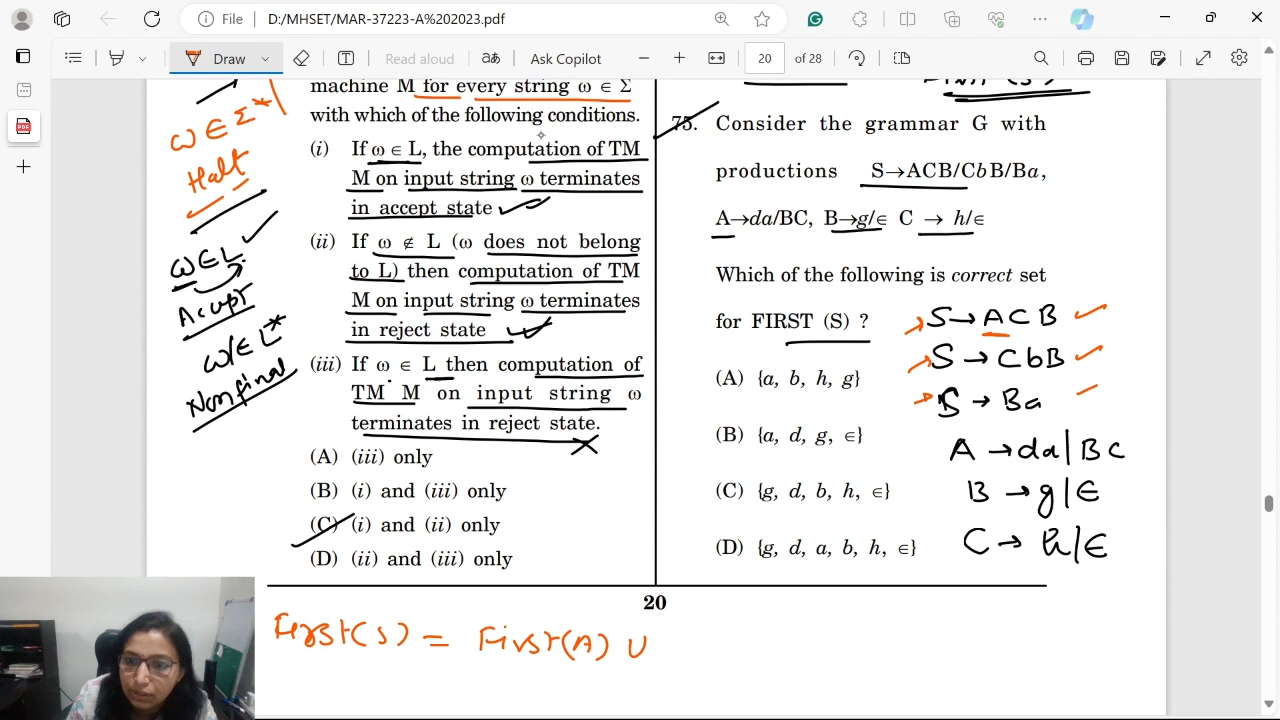 File D:/MHSET/MAR-37223-A%202023.pdf
Draw Read aloud aあ Ask Copilot 20 of 28
ω ∈ Σ*
Halt
ω ∈ L
Accept
ω ∉ L*
Nonfinal
machine M for every string ω ∈ Σ
with which of the following conditions.
(i) If ω ∈ L, the computation of TM
M on input string ω terminates
in accept state
(ii) If ω ∉ L (ω does not belong
to L) then computation of TM
M on input string ω terminates
in reject state
(iii) If ω ∈ L then computation of
TM M on input string ω
terminates in reject state.
(A) (iii) only
(B) (i) and (iii) only
(C) (i) and (ii) only
(D) (ii) and (iii) only
75. Consider the grammar G with
productions S→ACB/CbB/Ba,
A→da/BC, B→g/∈ C → h/∈
Which of the following is correct set
for FIRST (S) ?
(A) {a, b, h, g}
(B) {a, d, g, ∈}
(C) {g, d, b, h, ∈}
(D) {g, d, a, b, h, ∈}
S → A C B
S → C b B
S → B a
A → da | B C
B → g | ∈
C → h | ∈
20
First(S) = First(A) ∪